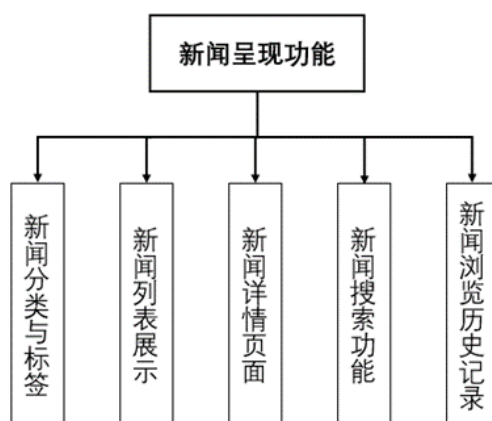 新闻呈现功能
新闻分类与标签
新闻列表展示
新闻详情页面
新闻搜索功能
新闻浏览历史记录